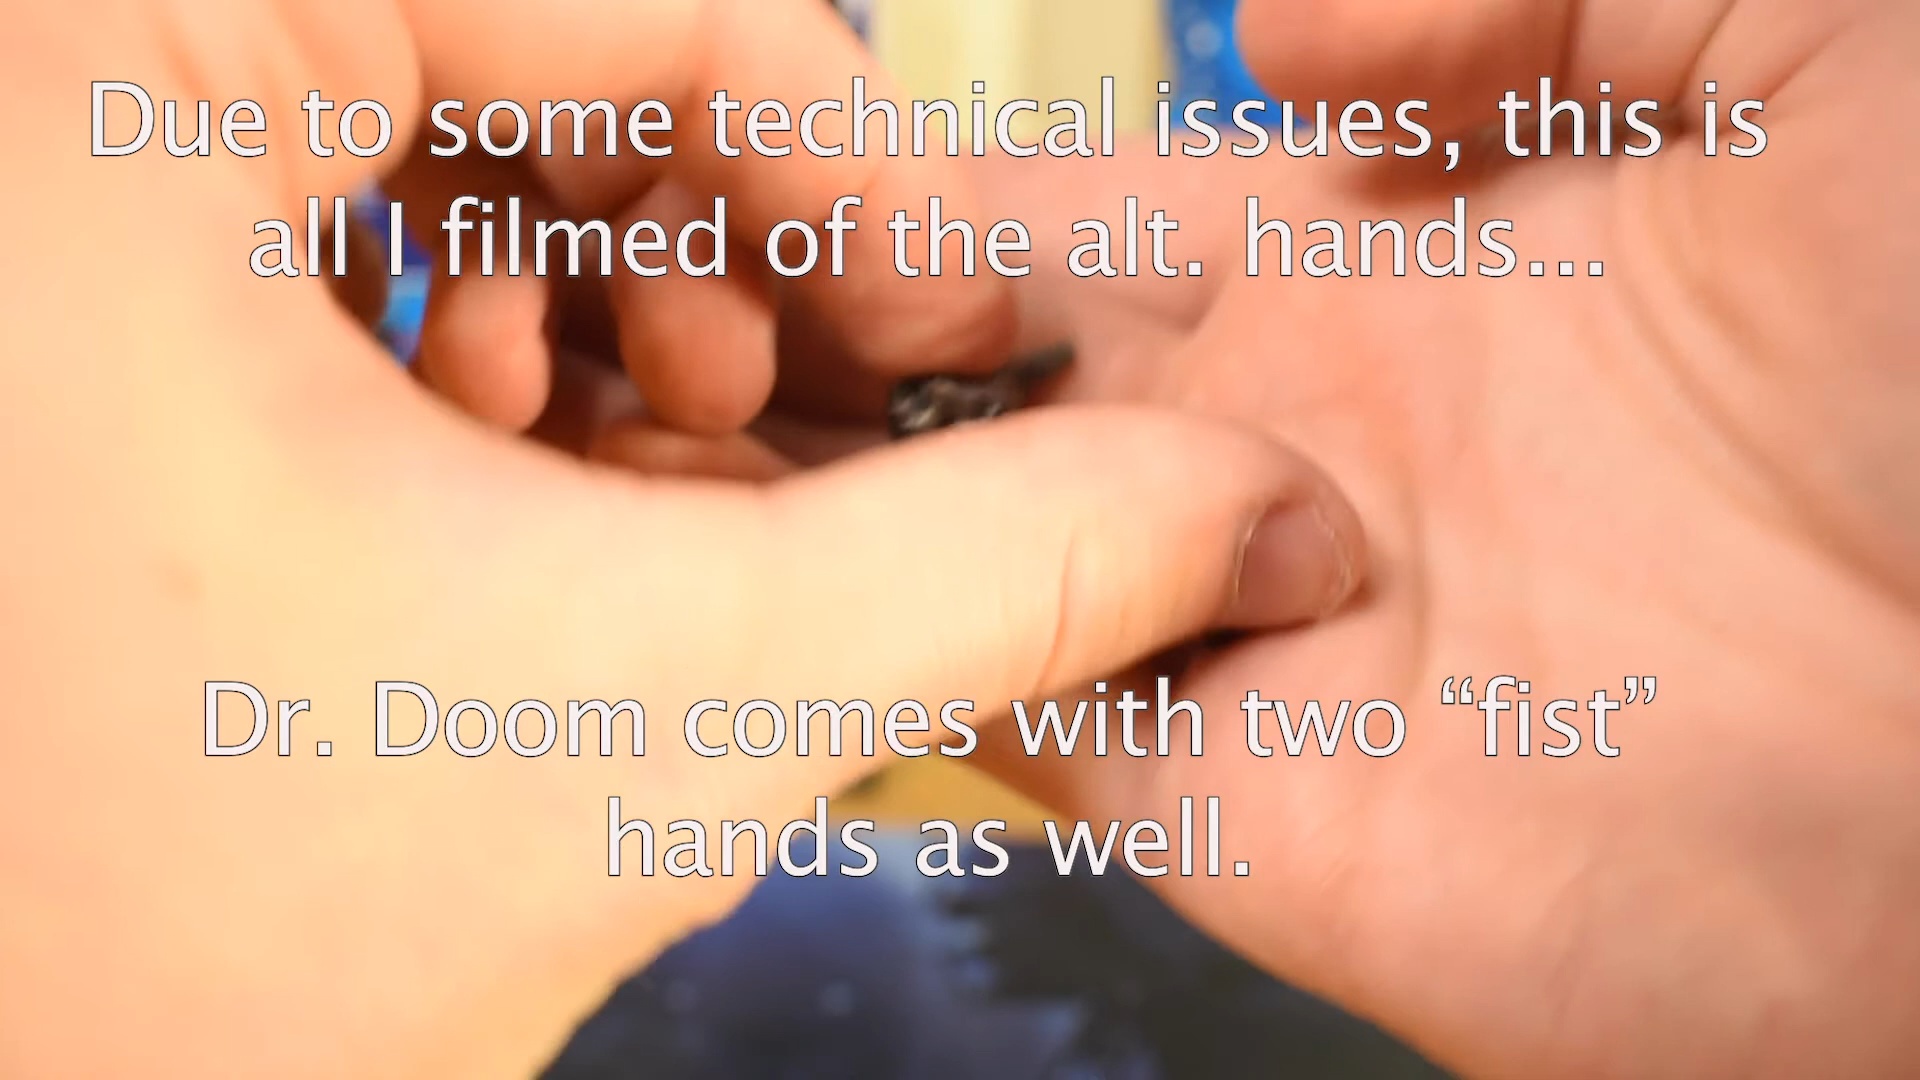 Due to some technical issues, this is
all I filmed of the alt. hands...
Dr. Doom comes with two “fist”
hands as well.